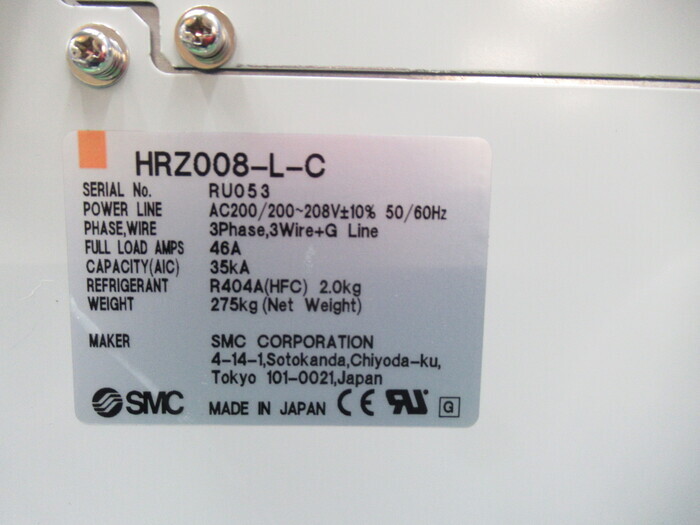 HRZ008-L-C
SERIAL No. RU053
POWER LINE AC200/200~208V±10% 50/60Hz
PHASE,WIRE 3Phase,3Wire+G Line
FULL LOAD AMPS 46A
CAPACITY(AIC) 35kA
REFRIGERANT R404A(HFC) 2.0kg
WEIGHT 275kg(Net Weight)
MAKER SMC CORPORATION
4-14-1,Sotokanda,Chiyoda-ku,
Tokyo 101-0021,Japan
SMC MADE IN JAPAN CE RU G